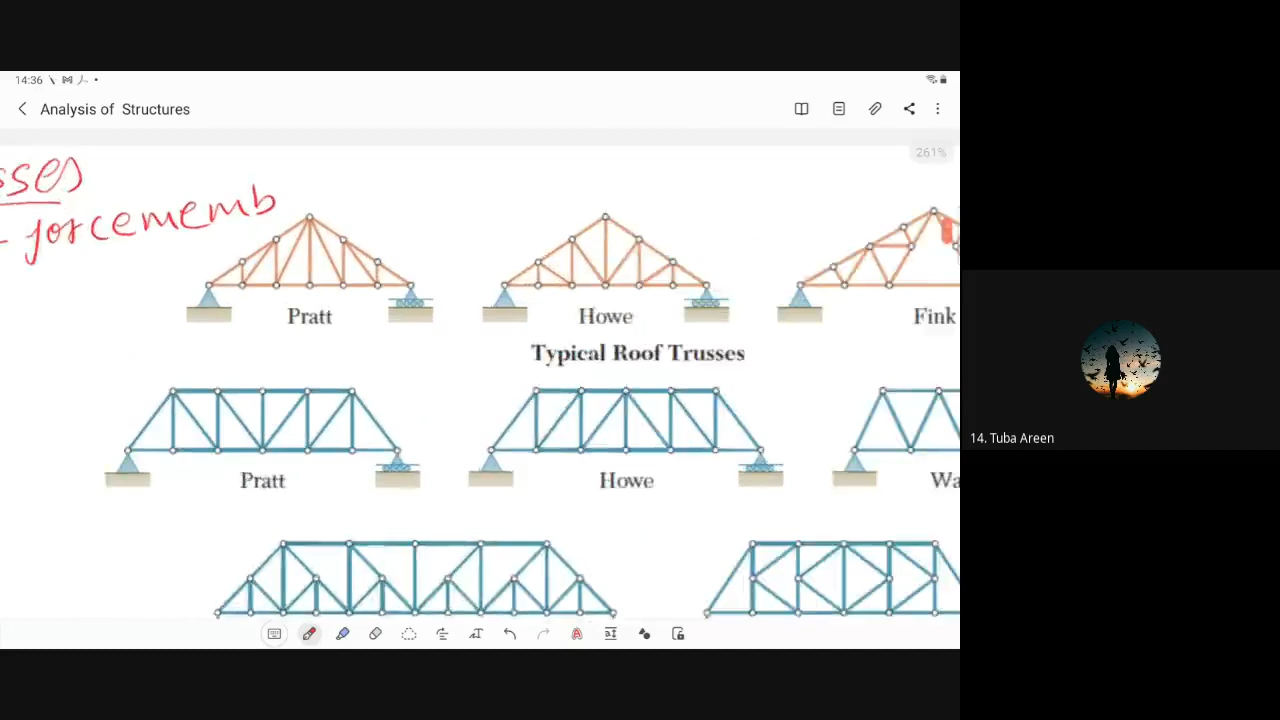 14:36
Analysis of Structures
261%
sses
forcememb
Pratt
Howe
Fink
Typical Roof Trusses
Pratt
Howe
Wa
14. Tuba Areen